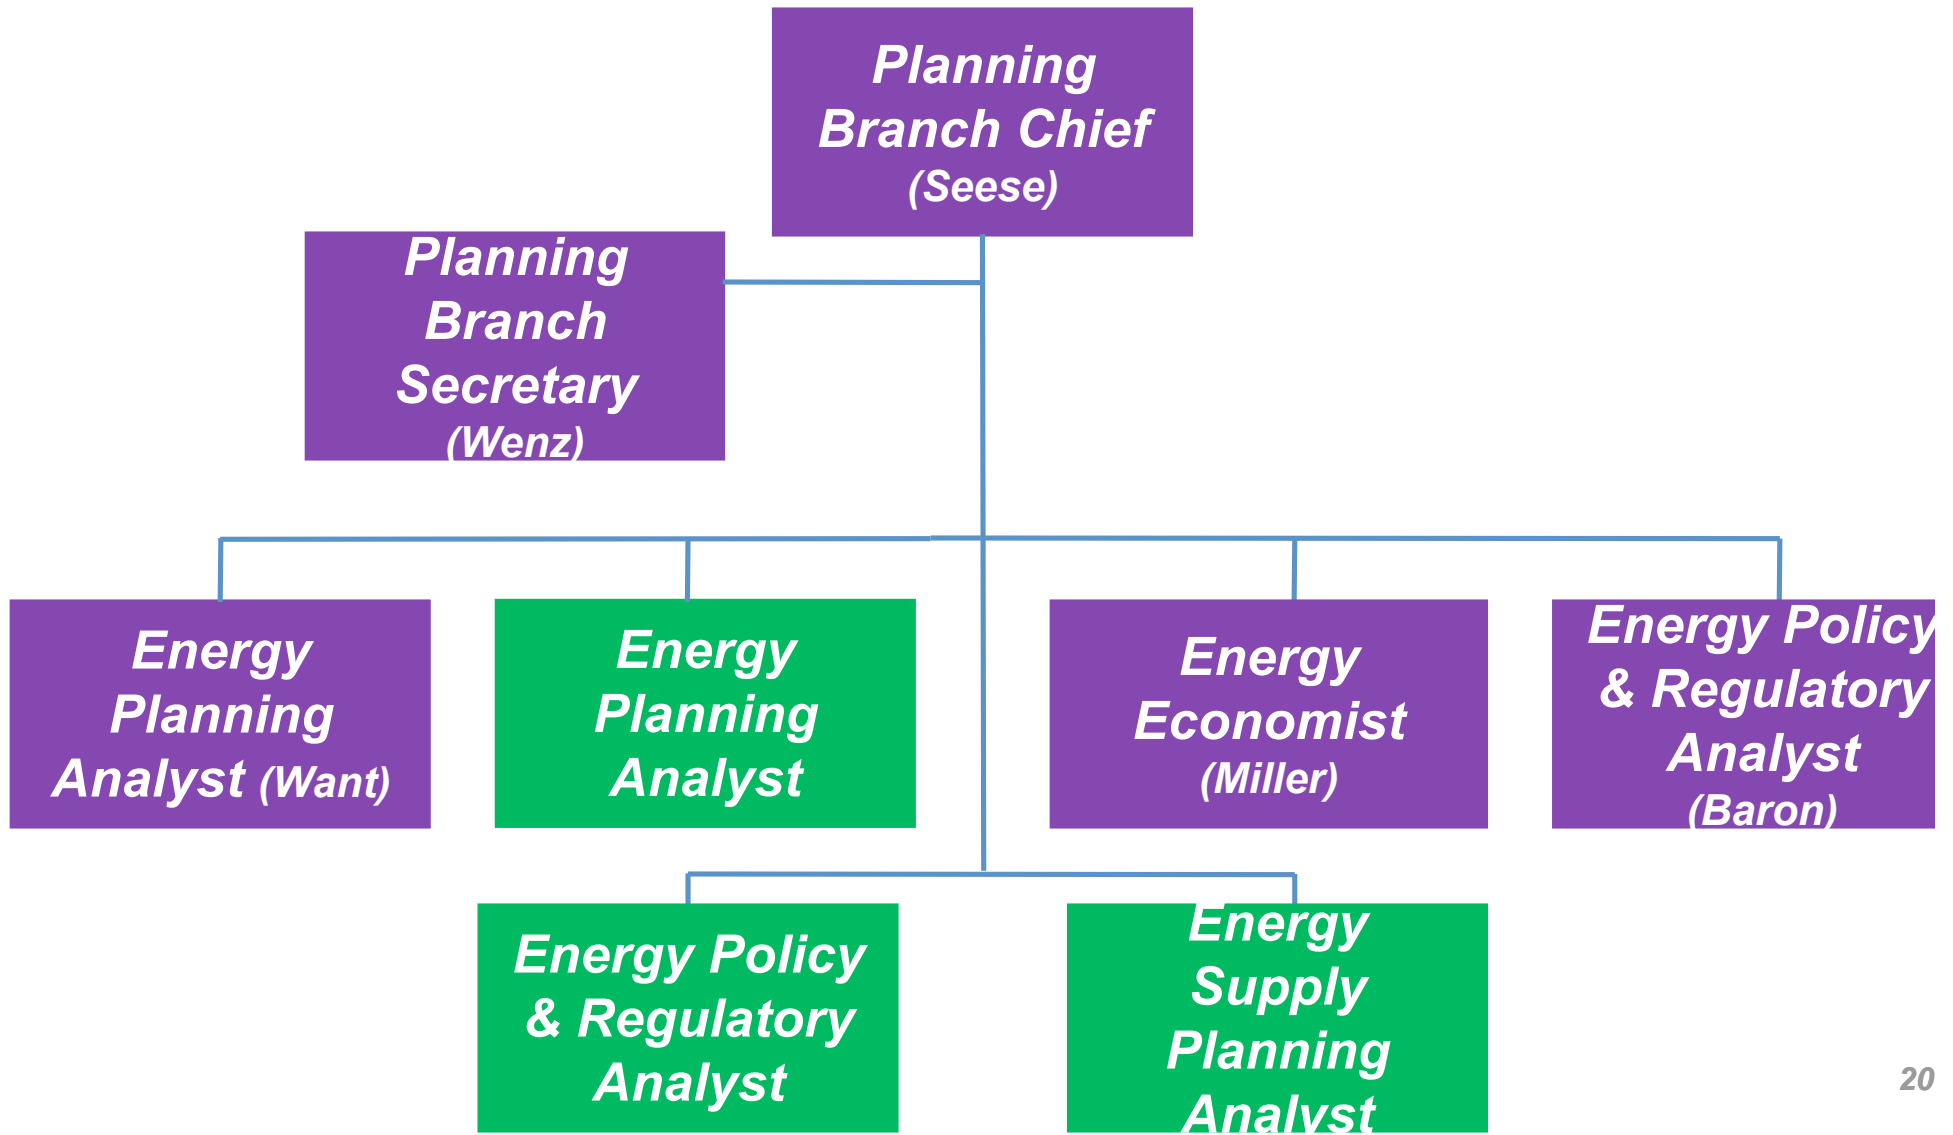 Planning
Branch Chief
(Seese)
Planning
Branch
Secretary
(Wenz)
Energy
Planning
Analyst (Want)
Energy
Planning
Analyst
Energy
Economist
(Miller)
Energy Policy
& Regulatory
Analyst
(Baron)
Energy Policy
& Regulatory
Analyst
Energy
Supply
Planning
Analyst
20